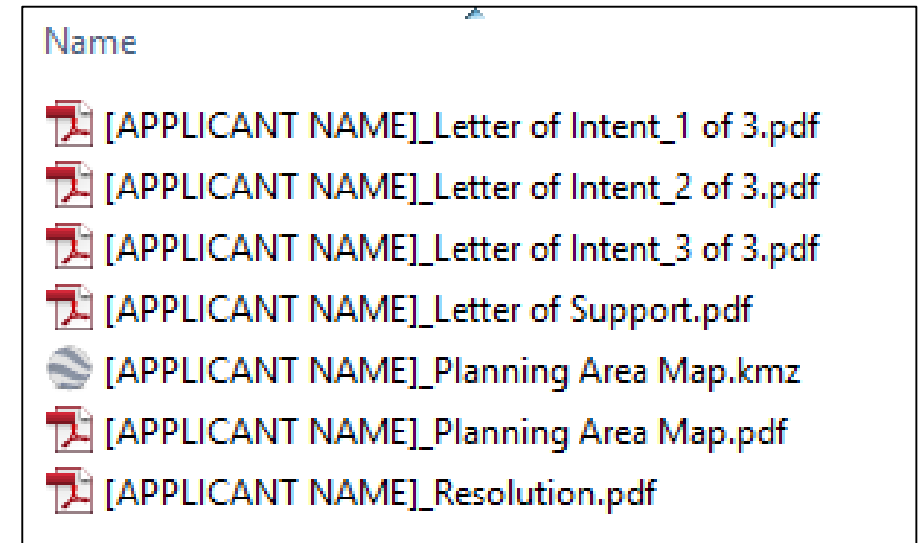 Name
[APPLICANT NAME]_Letter of Intent_1 of 3.pdf
[APPLICANT NAME]_Letter of Intent_2 of 3.pdf
[APPLICANT NAME]_Letter of Intent_3 of 3.pdf
[APPLICANT NAME]_Letter of Support.pdf
[APPLICANT NAME]_Planning Area Map.kmz
[APPLICANT NAME]_Planning Area Map.pdf
[APPLICANT NAME]_Resolution.pdf